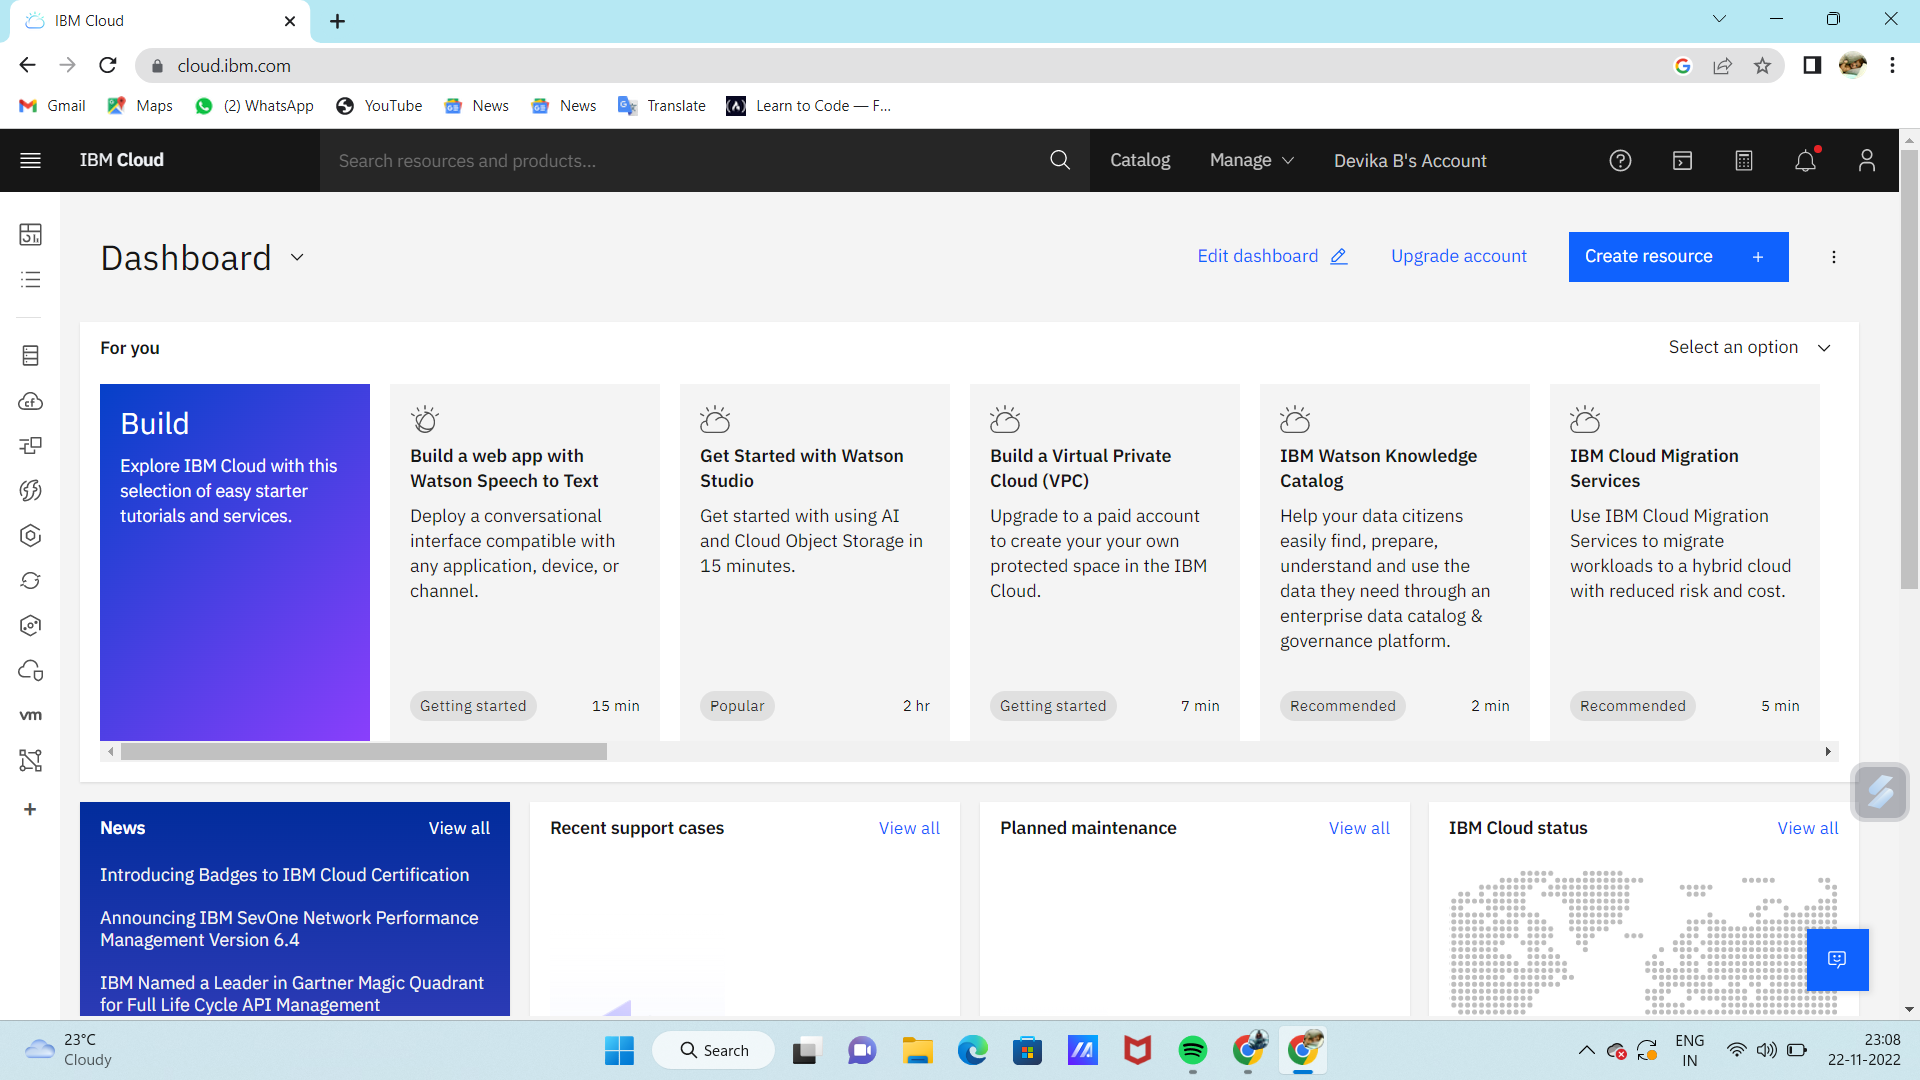 IBM Cloud
cloud.ibm.com
Gmail
Maps
(2) WhatsApp
YouTube
News
News
Translate
Learn to Code — F...
IBM Cloud
Search resources and products...
Catalog
Manage
Devika B's Account
Dashboard
Edit dashboard
Upgrade account
Create resource +
For you
Select an option
Build
Explore IBM Cloud with this
selection of easy starter
tutorials and services.
Build a web app with
Watson Speech to Text
Deploy a conversational
interface compatible with
any application, device, or
channel.
Getting started
15 min
Get Started with Watson
Studio
Get started with using AI
and Cloud Object Storage in
15 minutes.
Popular
2 hr
Build a Virtual Private
Cloud (VPC)
Upgrade to a paid account
to create your your own
protected space in the IBM
Cloud.
Getting started
7 min
IBM Watson Knowledge
Catalog
Help your data citizens
easily find, prepare,
understand and use the
data they need through an
enterprise data catalog &
governance platform.
Recommended
2 min
IBM Cloud Migration
Services
Use IBM Cloud Migration
Services to migrate
workloads to a hybrid cloud
with reduced risk and cost.
Recommended
5 min
cf
vm
News
View all
Introducing Badges to IBM Cloud Certification
Announcing IBM SevOne Network Performance
Management Version 6.4
IBM Named a Leader in Gartner Magic Quadrant
for Full Life Cycle API Management
Recent support cases
View all
Planned maintenance
View all
IBM Cloud status
View all
23°C
Cloudy
Search
ENG
IN
23:08
22-11-2022